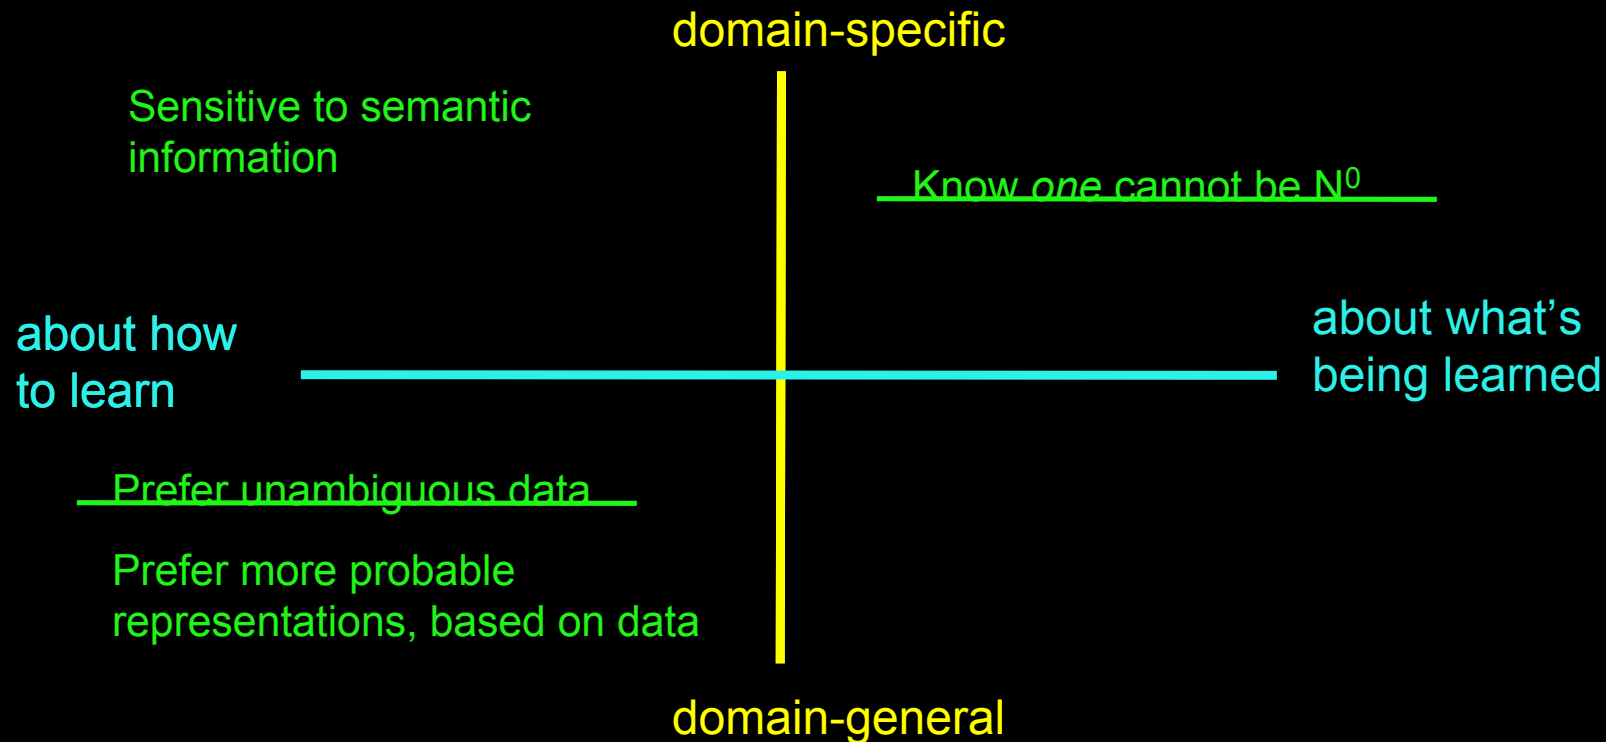 domain-specific
Sensitive to semantic
information
Know one cannot be N⁰
about how
to learn
about what's
being learned
Prefer unambiguous data
Prefer more probable
representations, based on data
domain-general